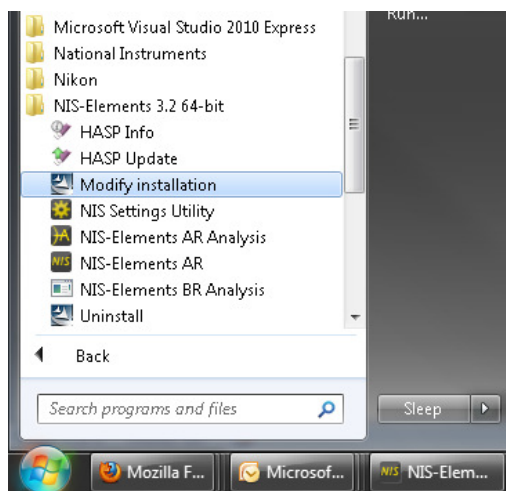 Microsoft Visual Studio 2010 Express
National Instruments
Nikon
NIS-Elements 3.2 64-bit
HASP Info
HASP Update
Modify installation
NIS Settings Utility
NIS-Elements AR Analysis
NIS NIS-Elements AR
NIS-Elements BR Analysis
Uninstall
Back
Search programs and files
Run...
Sleep
Mozilla F...
Microsof...
NIS NIS-Elem...